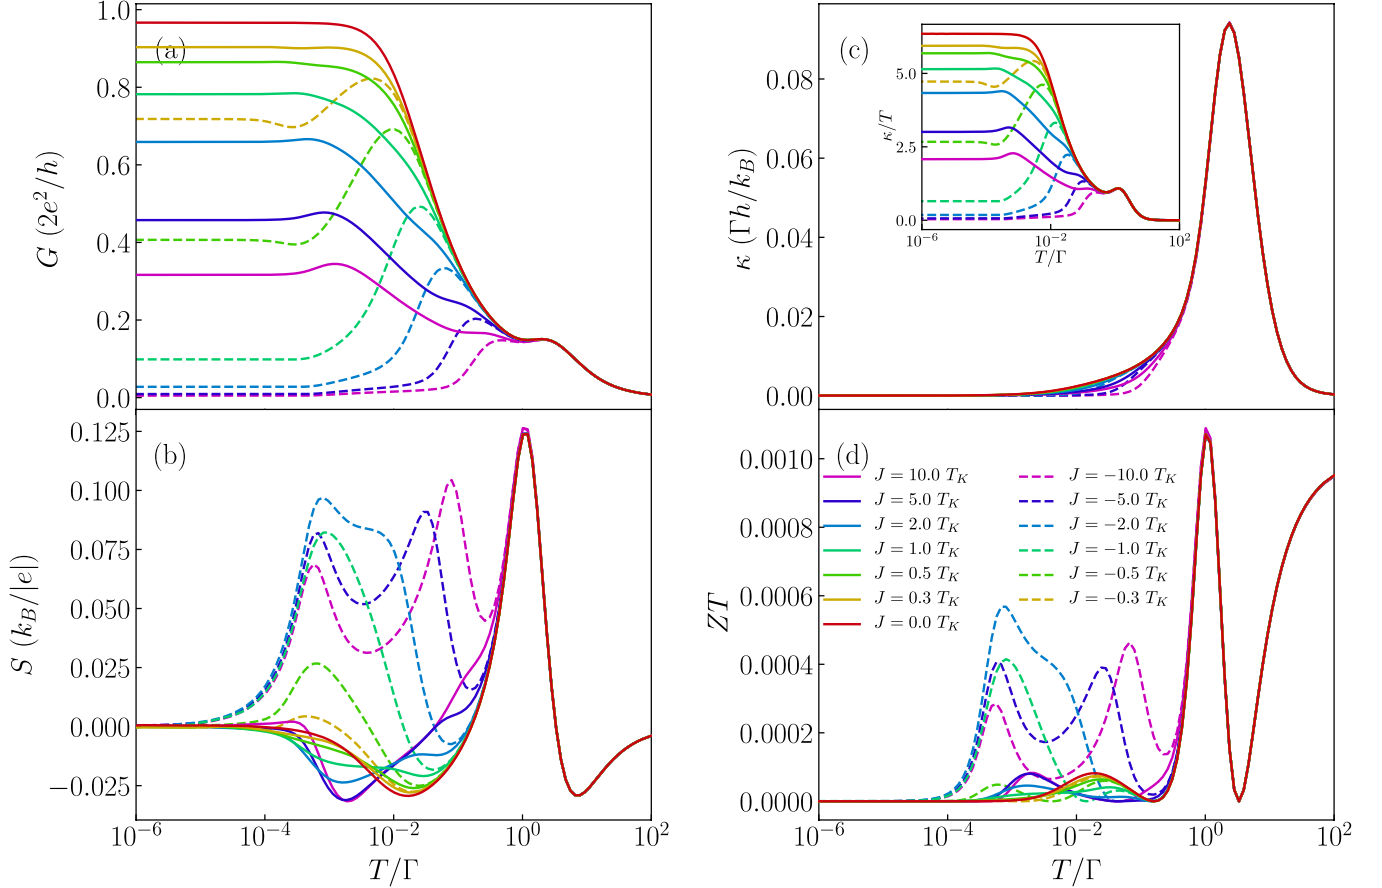 (a)
G (2e²/h)
1.0
0.8
0.6
0.4
0.2
0.0
(b)
S (k_B/|e|)
0.125
0.100
0.075
0.050
0.025
0.000
−0.025
10⁻⁶ 10⁻⁴ 10⁻² 10⁰ 10²
T/Γ
(c)
κ (Γh/k_B)
0.08
0.06
0.04
0.02
0.00
κ/T
5.0
2.5
0.0
10⁻⁶ 10⁻² 10²
T/Γ
(d)
ZT
0.0010
0.0008
0.0006
0.0004
0.0002
0.0000
J = 10.0 T_K
J = 5.0 T_K
J = 2.0 T_K
J = 1.0 T_K
J = 0.5 T_K
J = 0.3 T_K
J = 0.0 T_K
J = −10.0 T_K
J = −5.0 T_K
J = −2.0 T_K
J = −1.0 T_K
J = −0.5 T_K
J = −0.3 T_K
10⁻⁶ 10⁻⁴ 10⁻² 10⁰ 10²
T/Γ